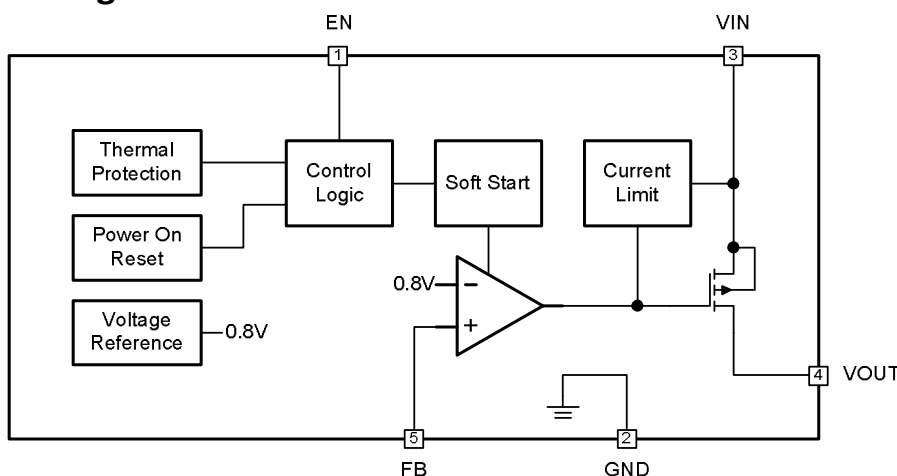 EN
VIN
1
3
Thermal
Protection
Control
Logic
Soft Start
Current
Limit
Power On
Reset
0.8V
−
+
Voltage
Reference
0.8V
4
VOUT
5
2
FB
GND